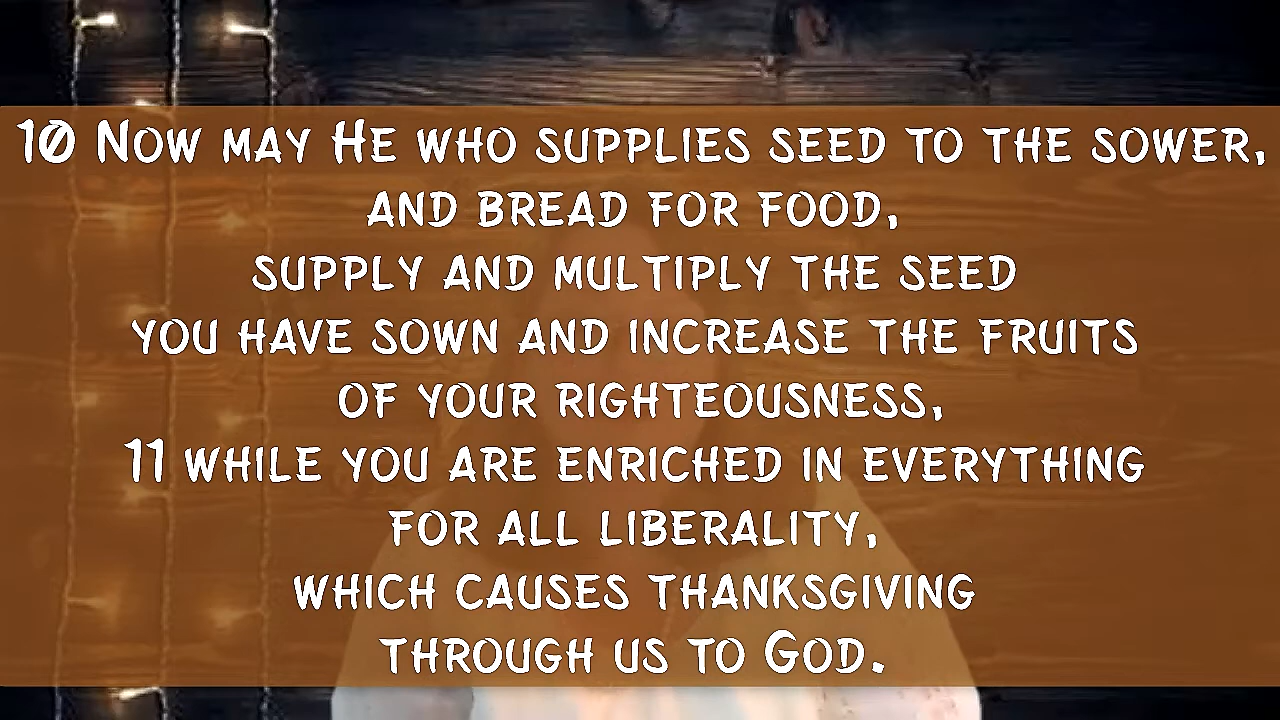 10 Now may He who supplies seed to the sower,
and bread for food,
supply and multiply the seed
you have sown and increase the fruits
of your righteousness,
11 while you are enriched in everything
for all liberality,
which causes thanksgiving
through us to God.